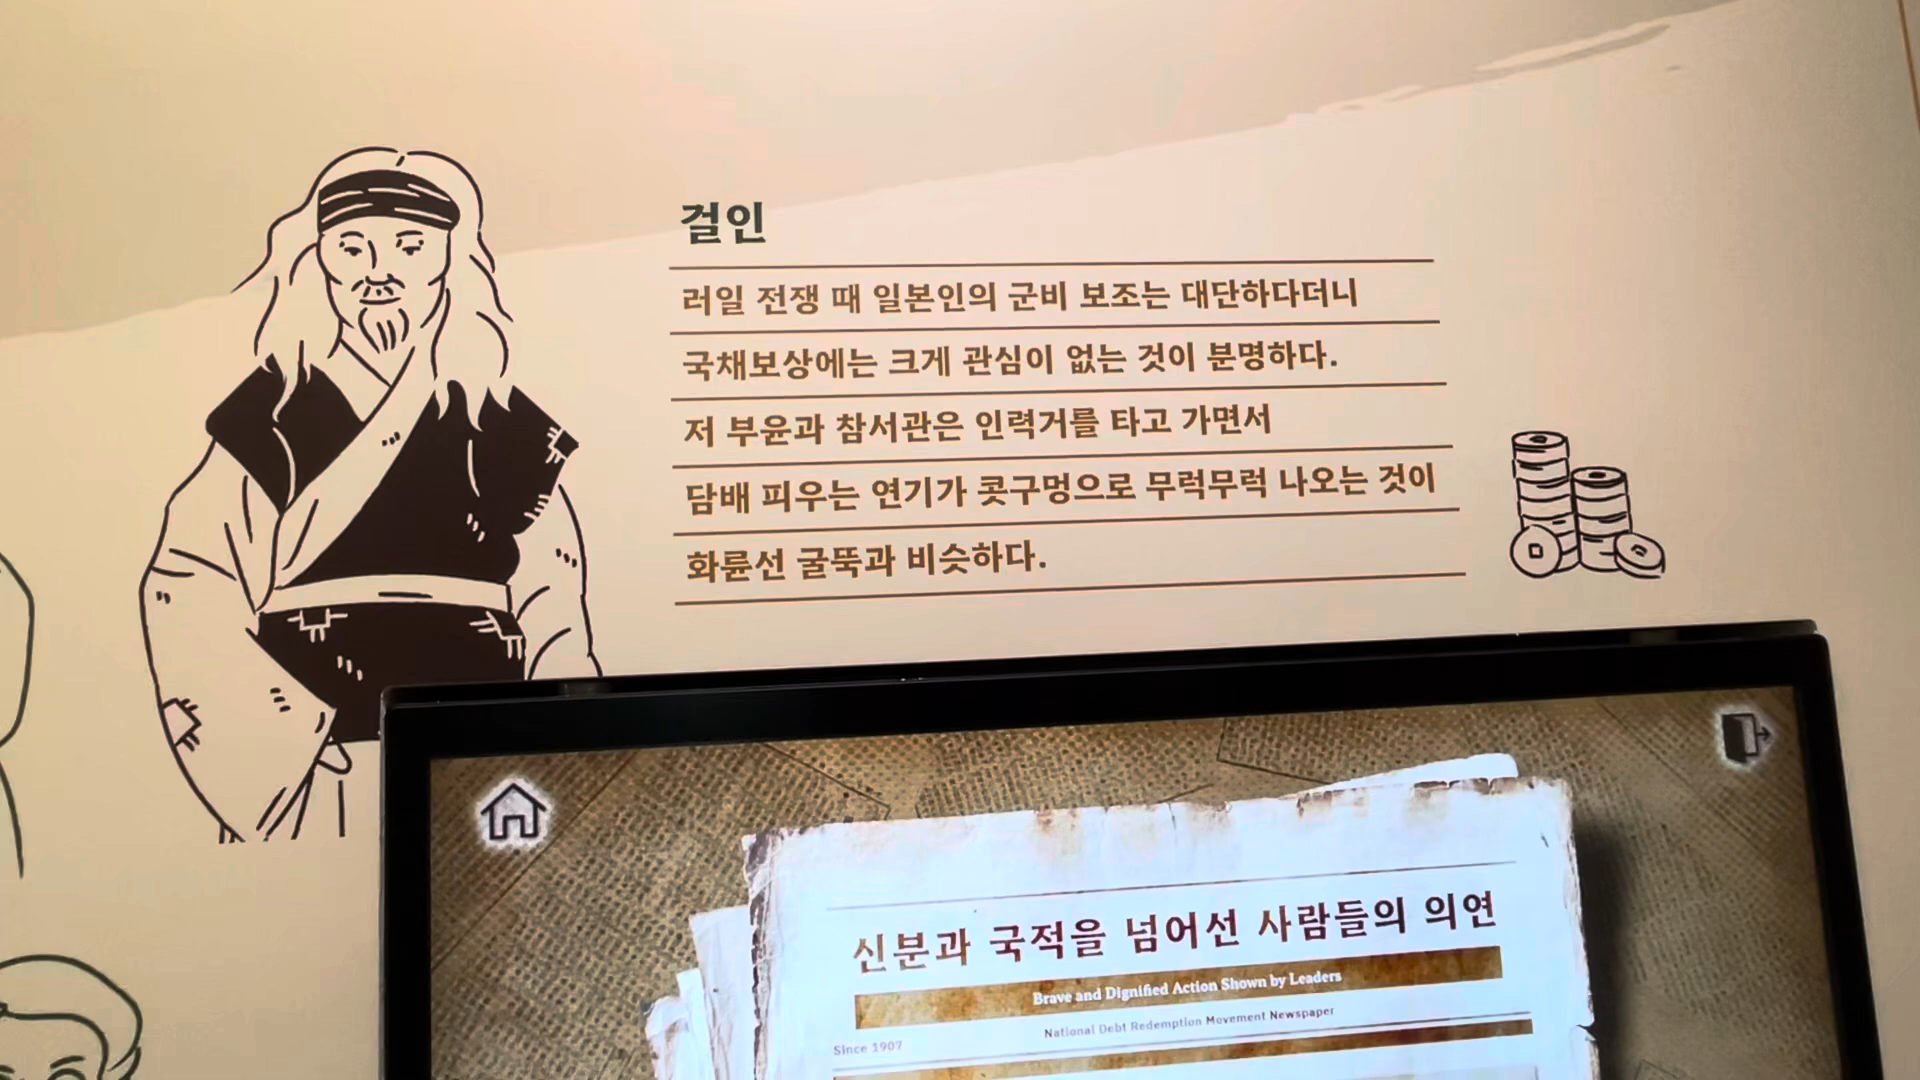 걸인
러일 전쟁 때 일본인의 군비 보조는 대단하다더니
국채보상에는 크게 관심이 없는 것이 분명하다.
저 부윤과 참서관은 인력거를 타고 가면서
담배 피우는 연기가 콧구멍으로 무럭무럭 나오는 것이
화륜선 굴뚝과 비슷하다.
신분과 국적을 넘어선 사람들의 의연
Brave and Dignified Action Shown by Leaders
National Debt Redemption Movement Newspaper
Since 1907